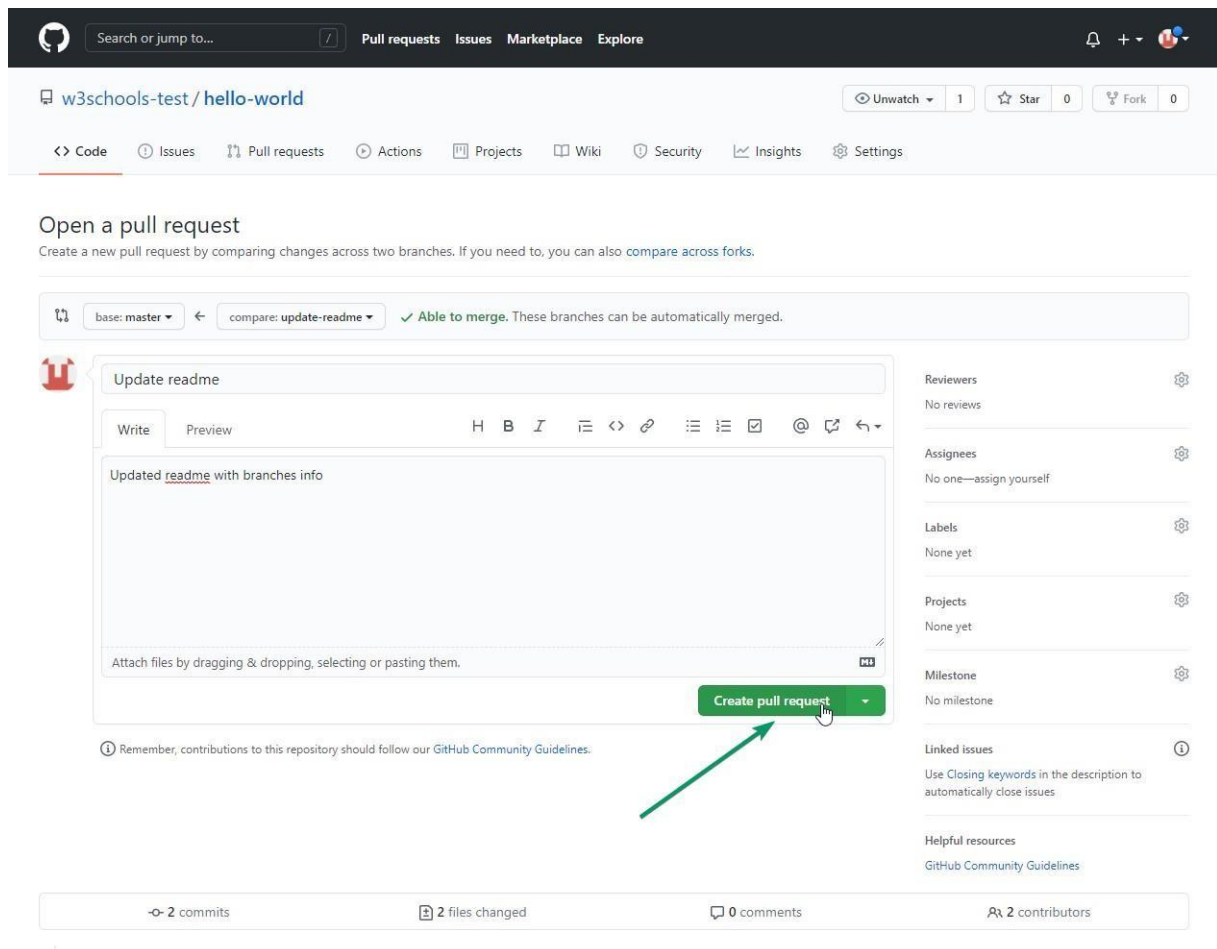 Search or jump to... /
Pull requests Issues Marketplace Explore
w3schools-test / hello-world
Unwatch 1 Star 0 Fork 0
<> Code Issues Pull requests Actions Projects Wiki Security Insights Settings
Open a pull request
Create a new pull request by comparing changes across two branches. If you need to, you can also compare across forks.
base: master ← compare: update-readme ✓ Able to merge. These branches can be automatically merged.
Update readme
Write Preview H B I <> @
Updated readme with branches info
Attach files by dragging & dropping, selecting or pasting them.
Create pull request
Remember, contributions to this repository should follow our GitHub Community Guidelines.
Reviewers
No reviews
Assignees
No one—assign yourself
Labels
None yet
Projects
None yet
Milestone
No milestone
Linked issues
Use Closing keywords in the description to
automatically close issues
Helpful resources
GitHub Community Guidelines
2 commits 2 files changed 0 comments 2 contributors